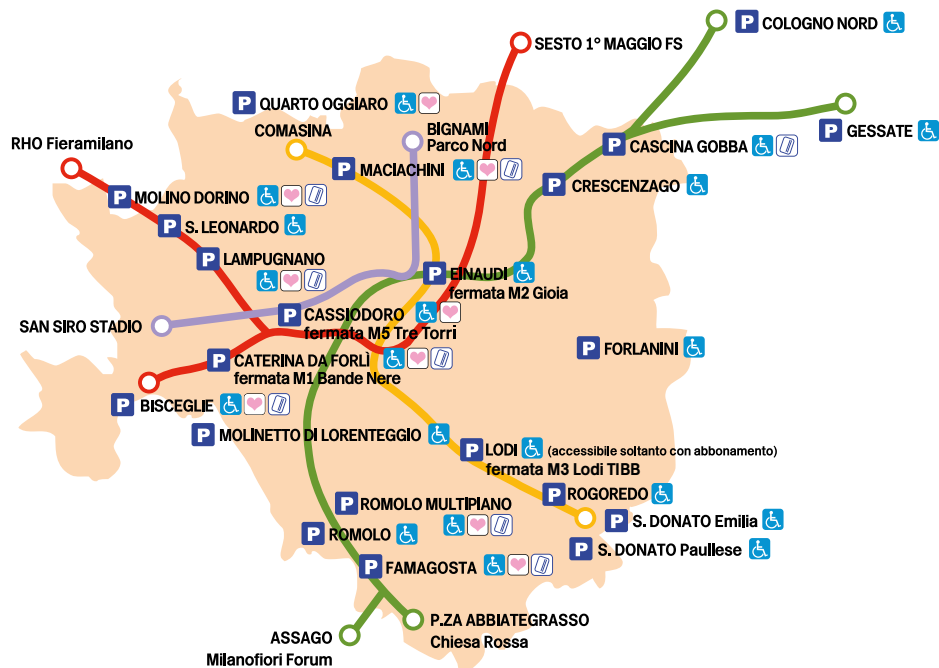 P COLOGNO NORD
SESTO 1° MAGGIO FS
P QUARTO OGGIARO
P GESSATE
COMASINA
BIGNAMI
Parco Nord
RHO Fieramilano
P CASCINA GOBBA
P MACIACHINI
P CRESCENZAGO
P MOLINO DORINO
P S. LEONARDO
P LAMPUGNANO
P EINAUDI
fermata M2 Gioia
P CASSIODORO
fermata M5 Tre Torri
SAN SIRO STADIO
P FORLANINI
P CATERINA DA FORLÌ
fermata M1 Bande Nere
P BISCEGLIE
P MOLINETTO DI LORENTEGGIO
P LODI (accessibile soltanto con abbonamento)
fermata M3 Lodi TIBB
P ROGOREDO
P ROMOLO MULTIPIANO
P S. DONATO Emilia
P ROMOLO
P S. DONATO Paullese
P FAMAGOSTA
P.ZA ABBIATEGRASSO
Chiesa Rossa
ASSAGO
Milanofiori Forum